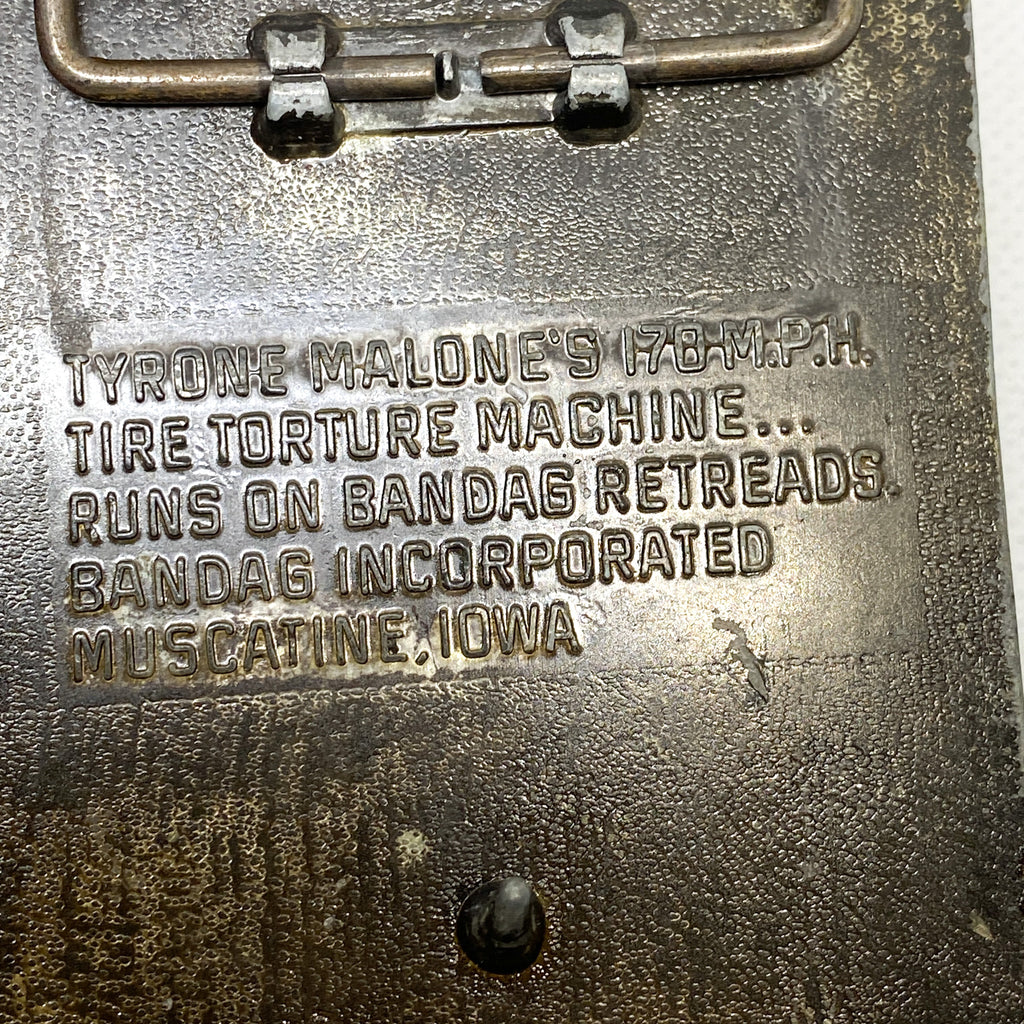 TYRONE MALONE'S 178 M.P.H.
TIRE TORTURE MACHINE...
RUNS ON BANDAG RETREADS.
BANDAG INCORPORATED
MUSCATINE, IOWA